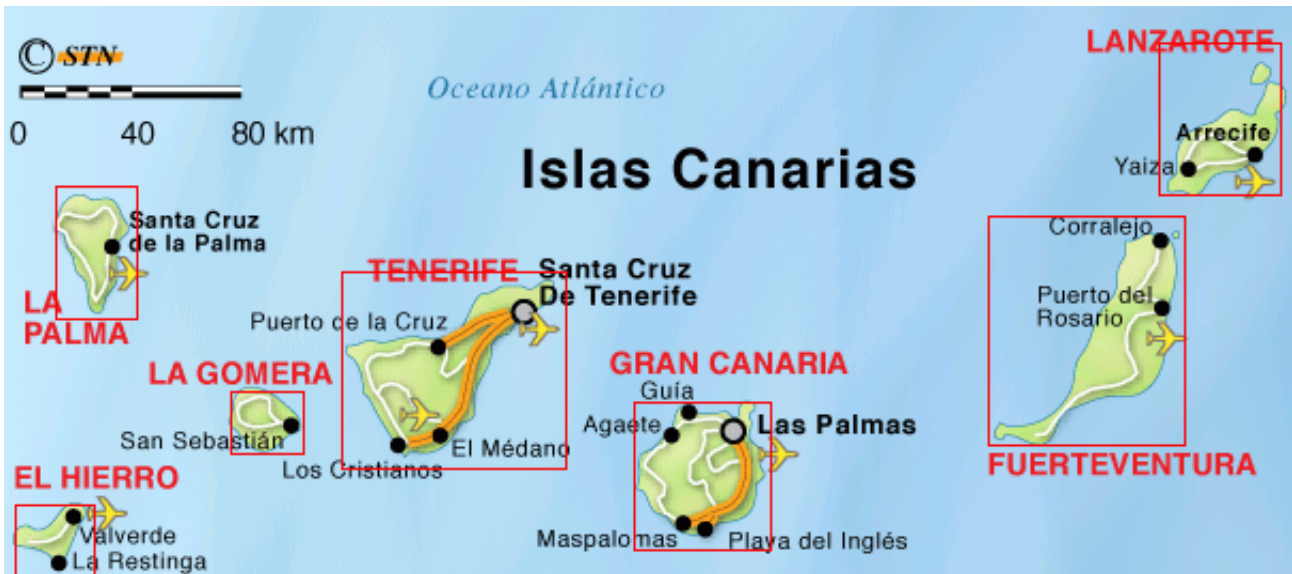 © STN
0 40 80 km
Oceano Atlántico
Islas Canarias
LANZAROTE
Arrecife
Yaiza
Santa Cruz
de la Palma
LA
PALMA
Corralejo
Puerto del
Rosario
FUERTEVENTURA
TENERIFE
Santa Cruz
De Tenerife
Puerto de la Cruz
El Médano
Los Cristianos
LA GOMERA
San Sebastián
GRAN CANARIA
Guía
Agaete
Las Palmas
Maspalomas
Playa del Inglés
EL HIERRO
Valverde
La Restinga